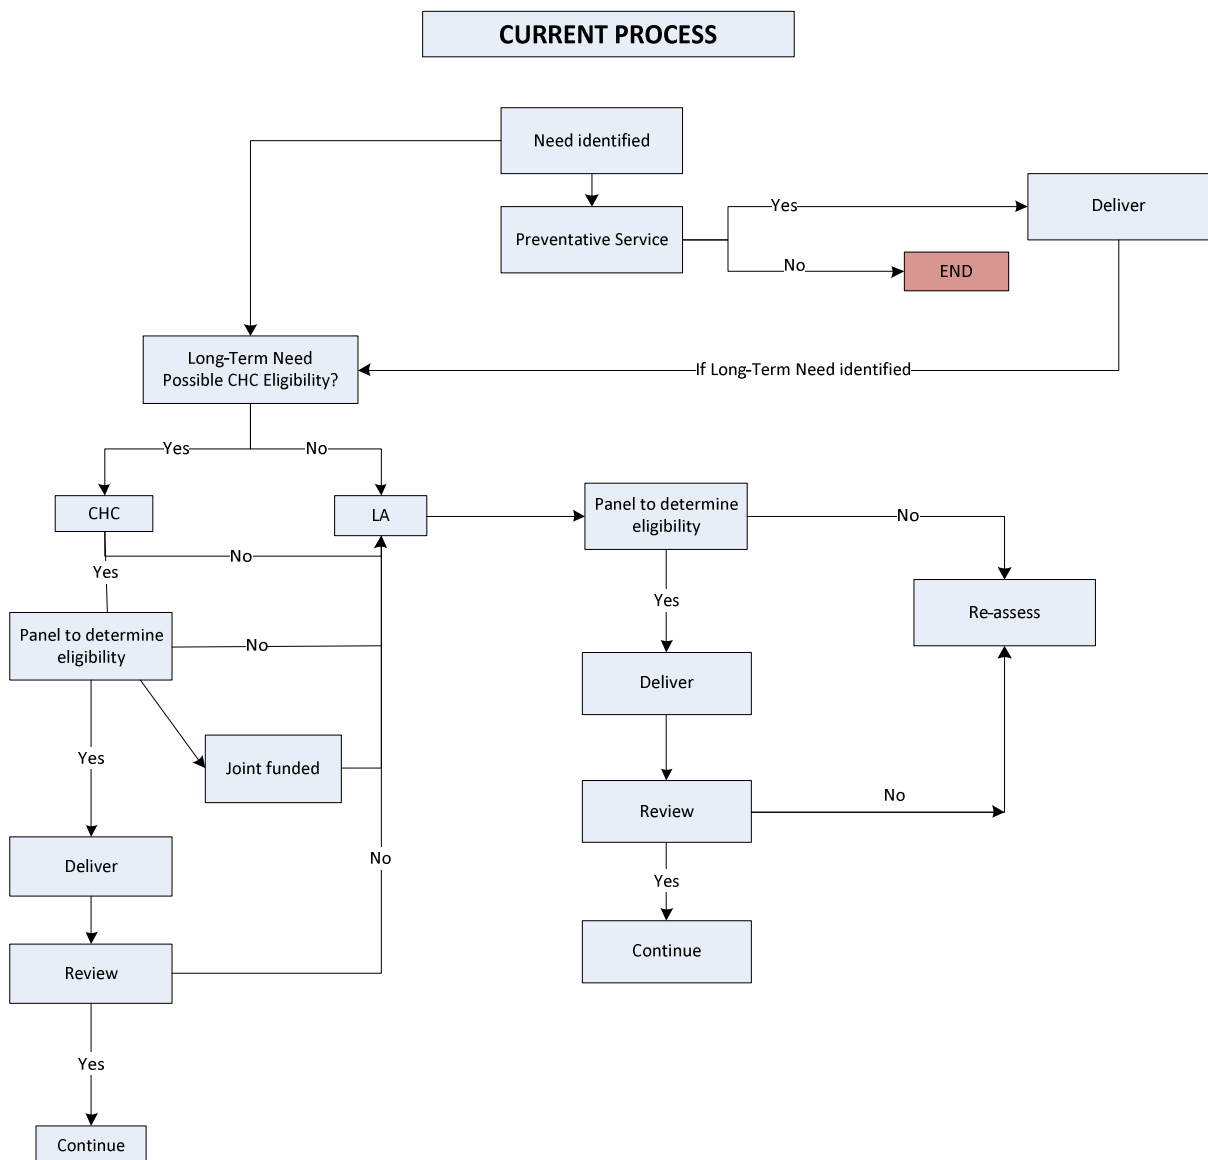 CURRENT PROCESS
Need identified
Preventative Service
Yes
Deliver
No
END
Long-Term Need
Possible CHC Eligibility?
If Long-Term Need identified
Yes
No
CHC
LA
Panel to determine
eligibility
No
No
Yes
Yes
Re-assess
Panel to determine
eligibility
No
Deliver
Yes
Joint funded
Review
No
Deliver
No
Yes
Review
Continue
Yes
Continue